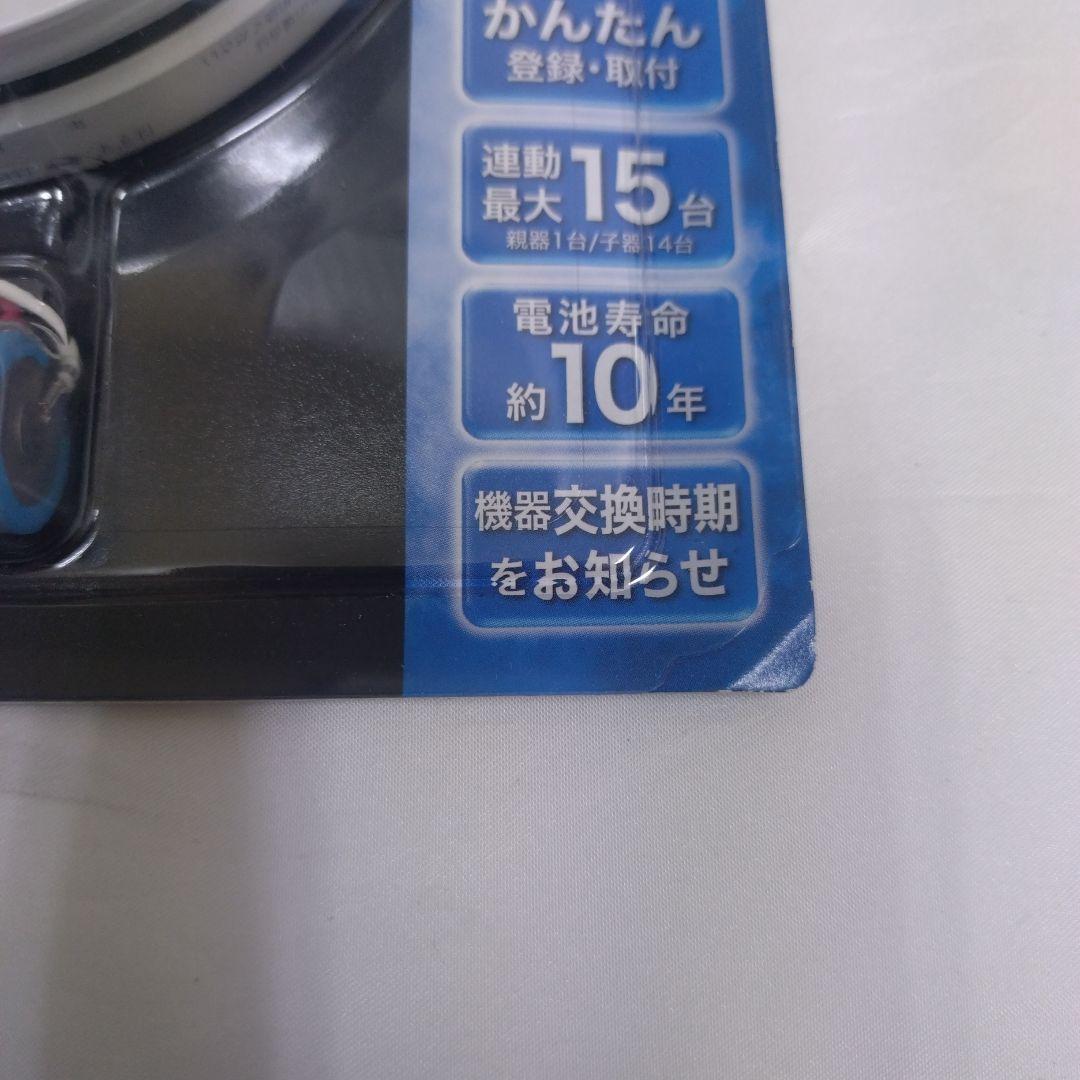 かんたん
登録・取付
連動
最大15台
親器1台/子器14台
電池寿命
約10年
機器交換時期
をお知らせ